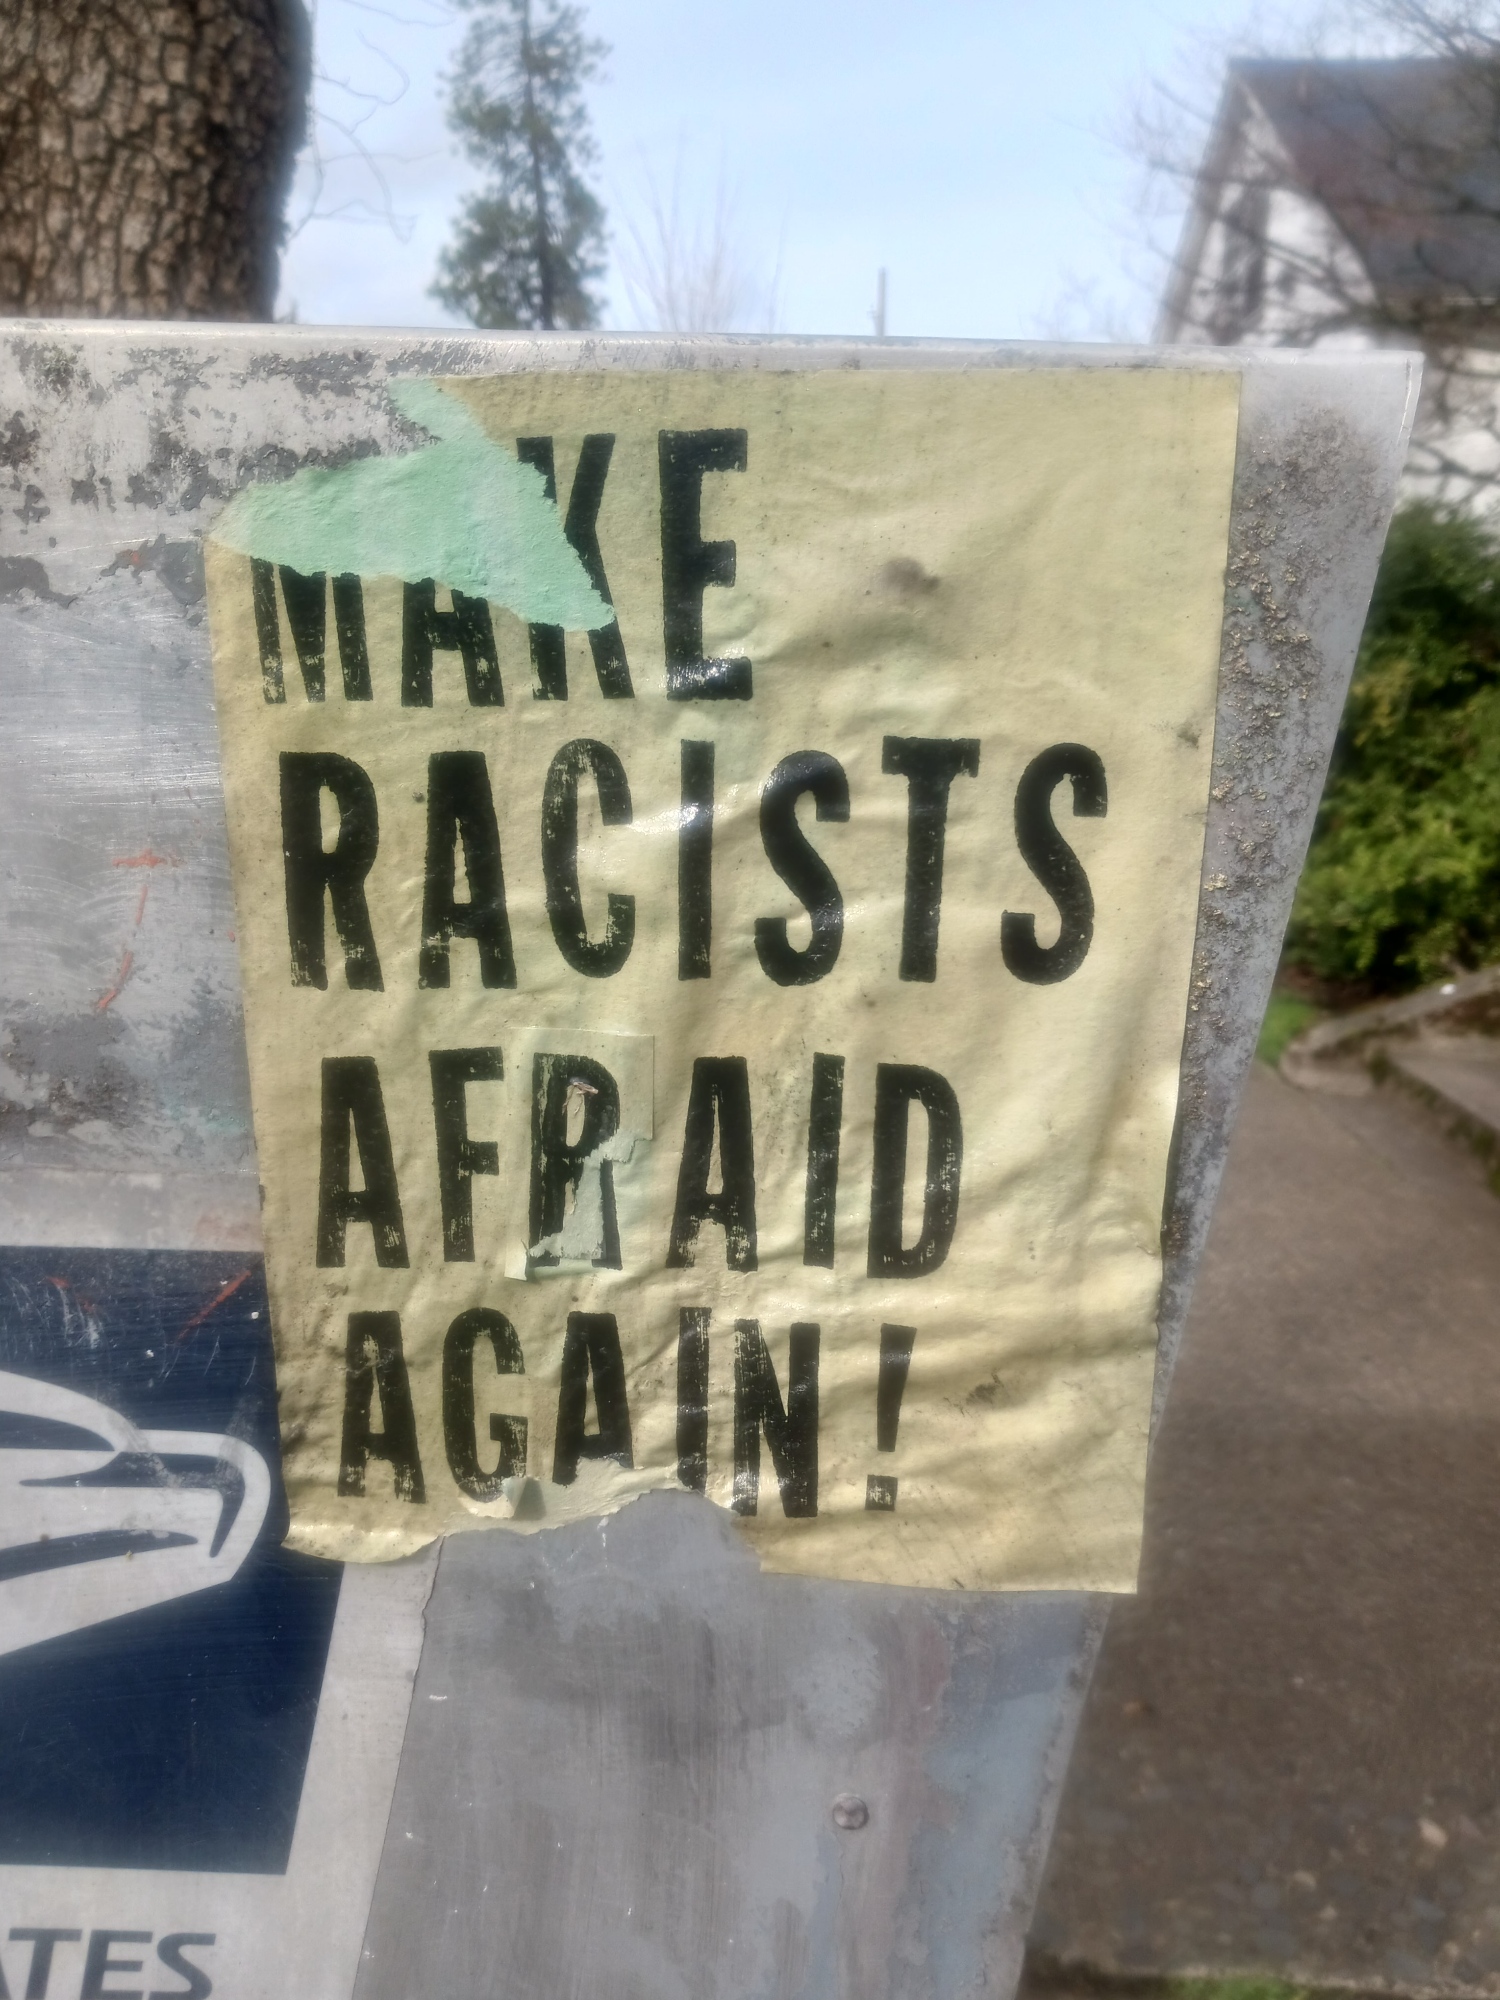 MAKE
RACISTS
AFRAID
AGAIN!
ATES